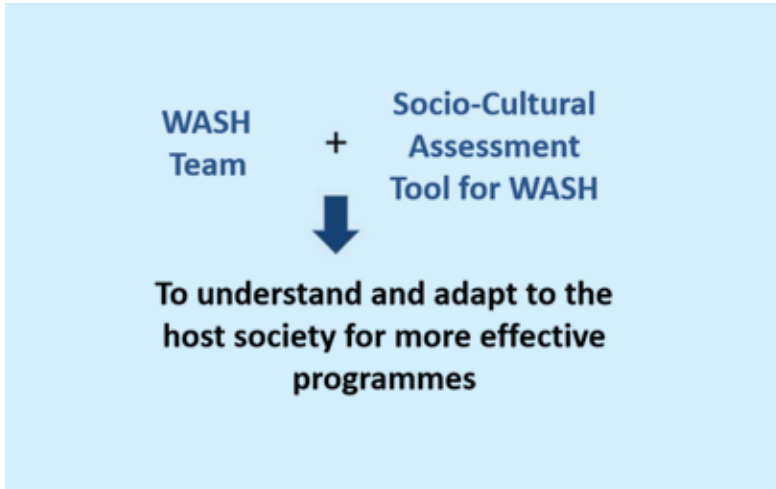 WASH
Team
+
Socio-Cultural
Assessment
Tool for WASH
To understand and adapt to the
host society for more effective
programmes